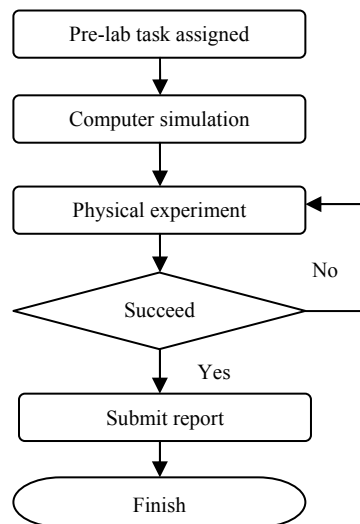 Pre-lab task assigned
Computer simulation
Physical experiment
No
Succeed
Yes
Submit report
Finish